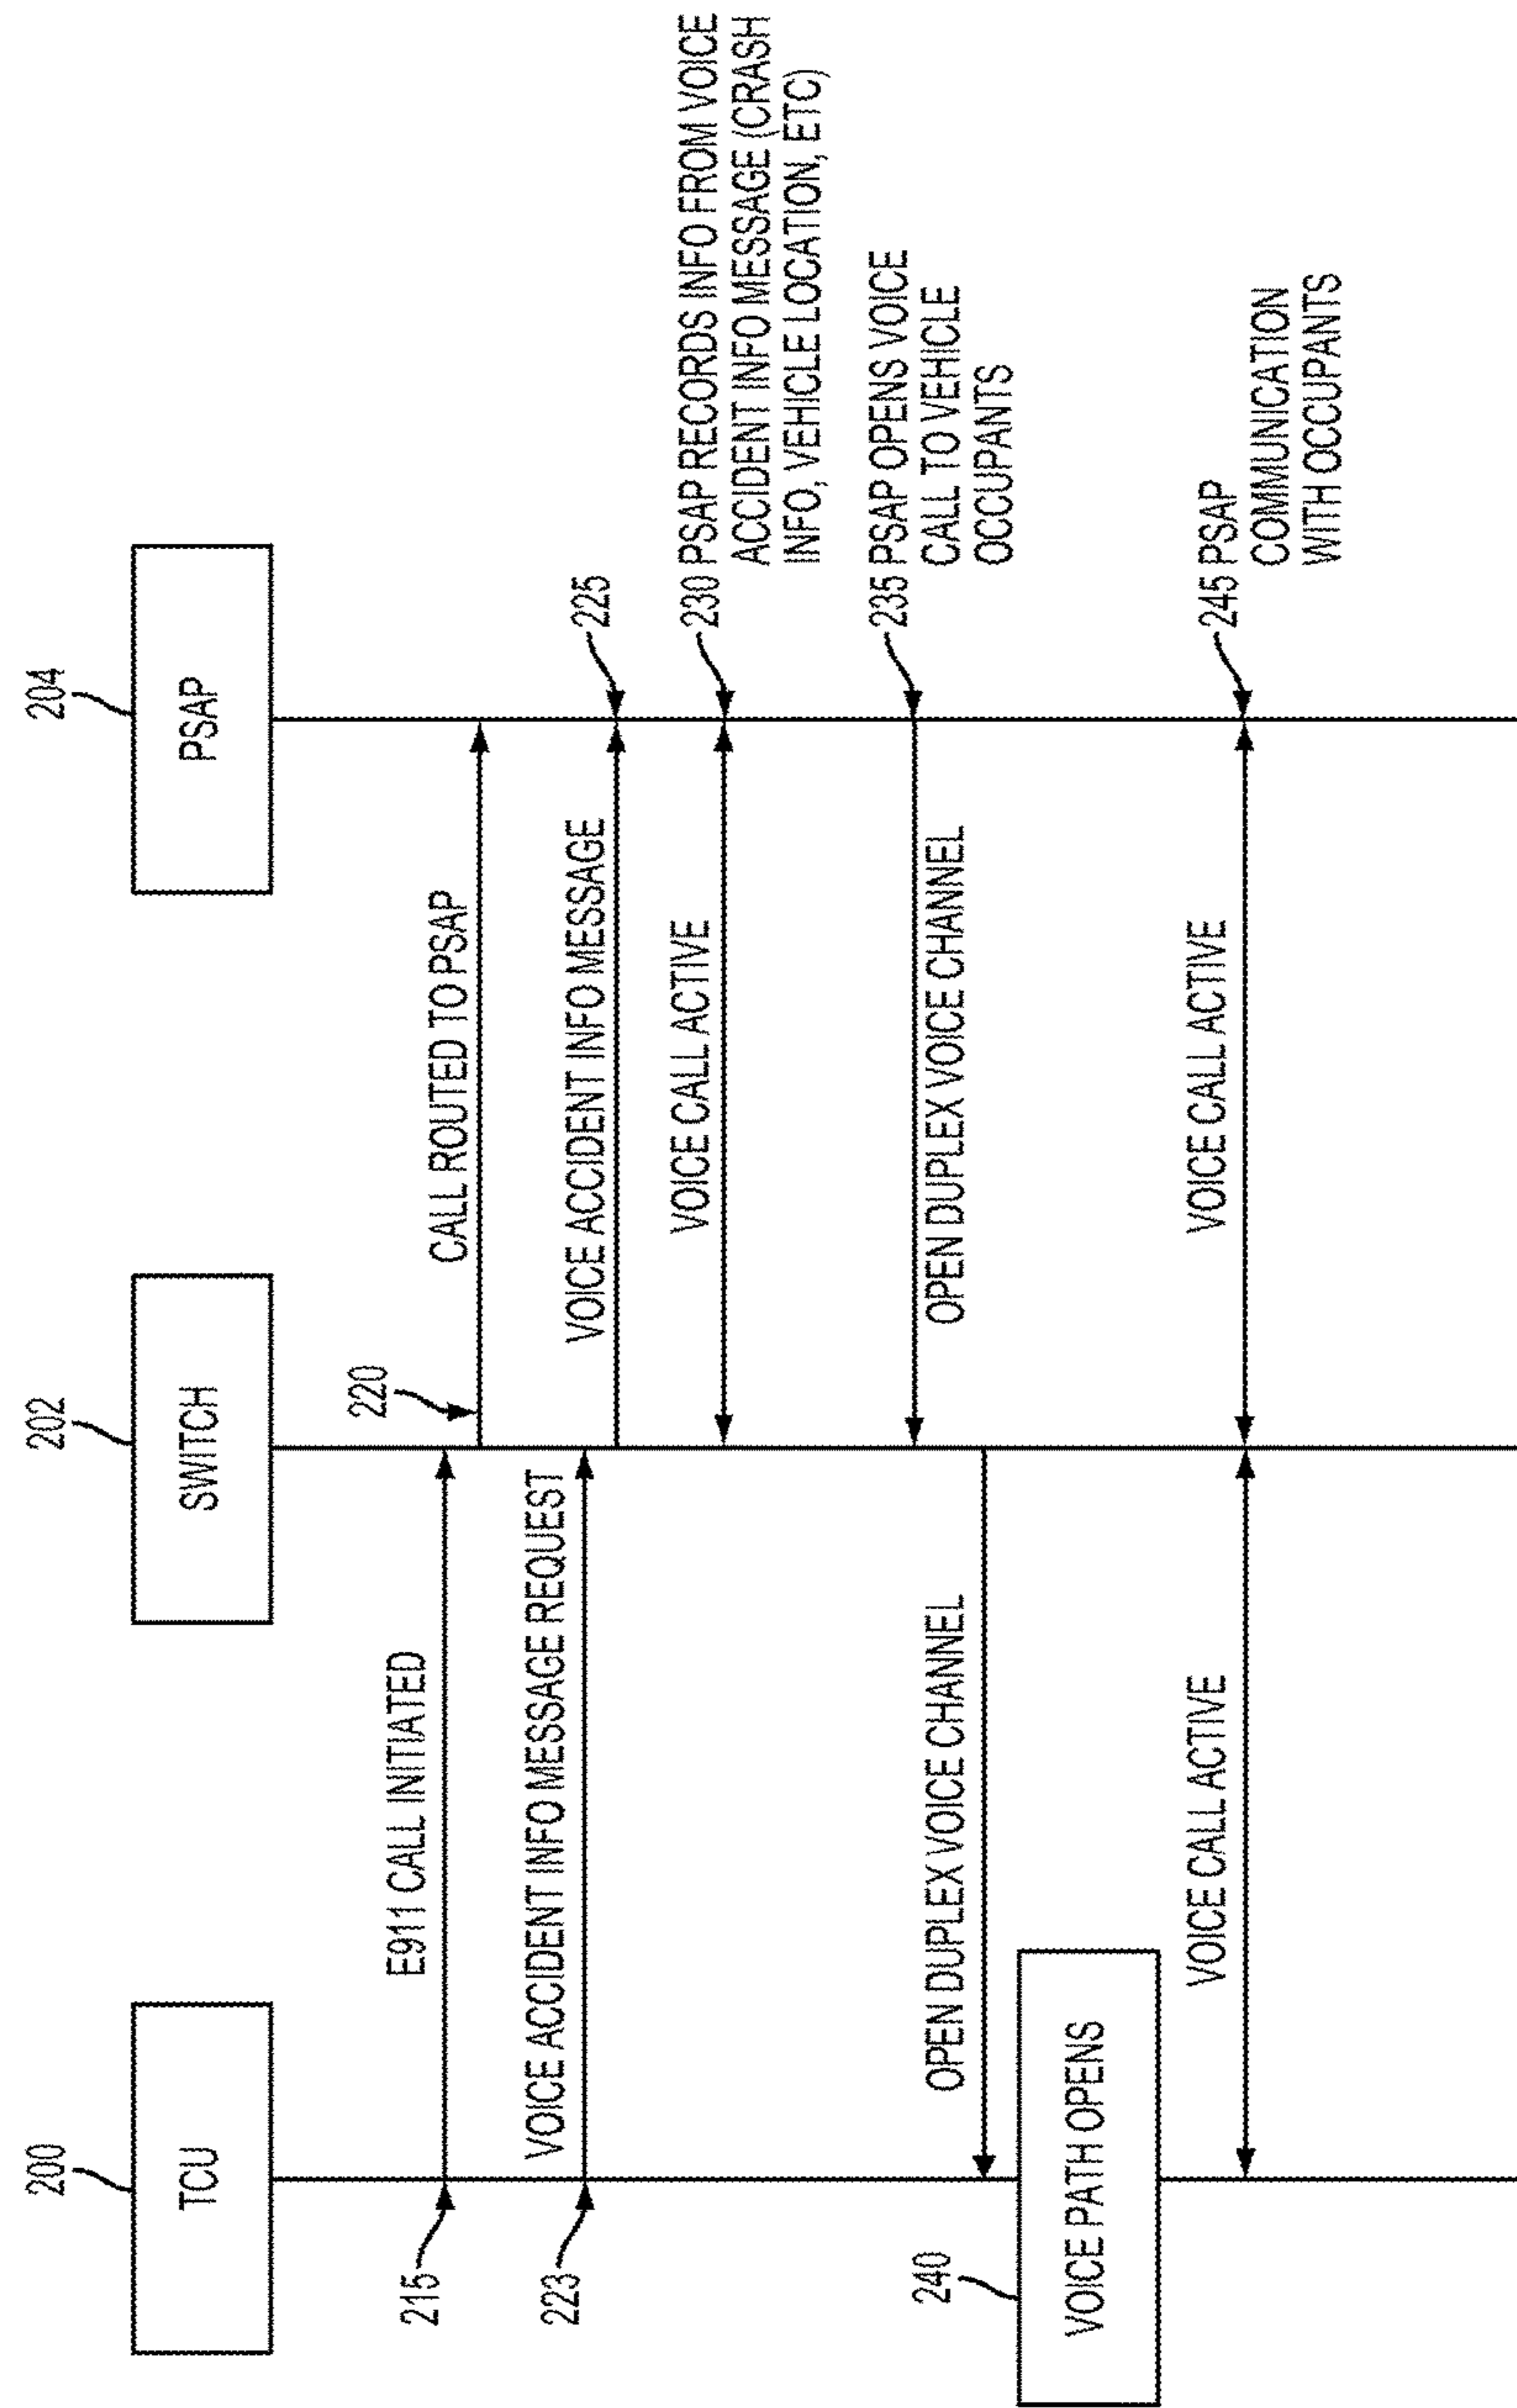 200
TCU
202
SWITCH
204
PSAP
215
E911 CALL INITIATED
220
CALL ROUTED TO PSAP
223
VOICE ACCIDENT INFO MESSAGE REQUEST
VOICE ACCIDENT INFO MESSAGE
225
VOICE CALL ACTIVE
230 PSAP RECORDS INFO FROM VOICE
ACCIDENT INFO MESSAGE (CRASH
INFO, VEHICLE LOCATION, ETC)
235 PSAP OPENS VOICE
CALL TO VEHICLE
OCCUPANTS
OPEN DUPLEX VOICE CHANNEL
OPEN DUPLEX VOICE CHANNEL
240
VOICE PATH OPENS
VOICE CALL ACTIVE
VOICE CALL ACTIVE
245 PSAP
COMMUNICATION
WITH OCCUPANTS